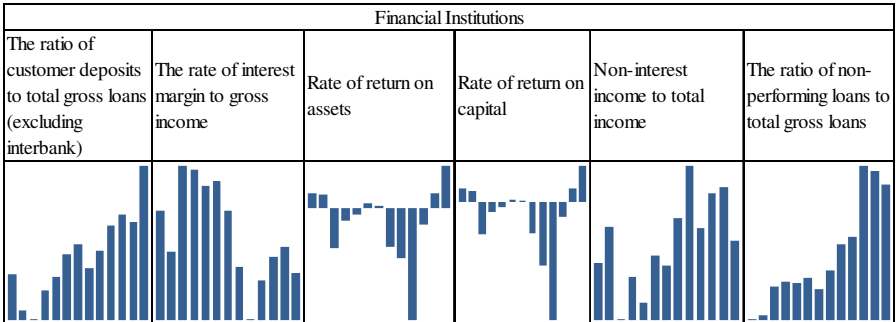 Financial Institutions
The ratio of
customer deposits
to total gross loans
(excluding
interbank)
The rate of interest
margin to gross
income
Rate of return on
assets
Rate of return on
capital
Non-interest
income to total
income
The ratio of non-
performing loans to
total gross loans